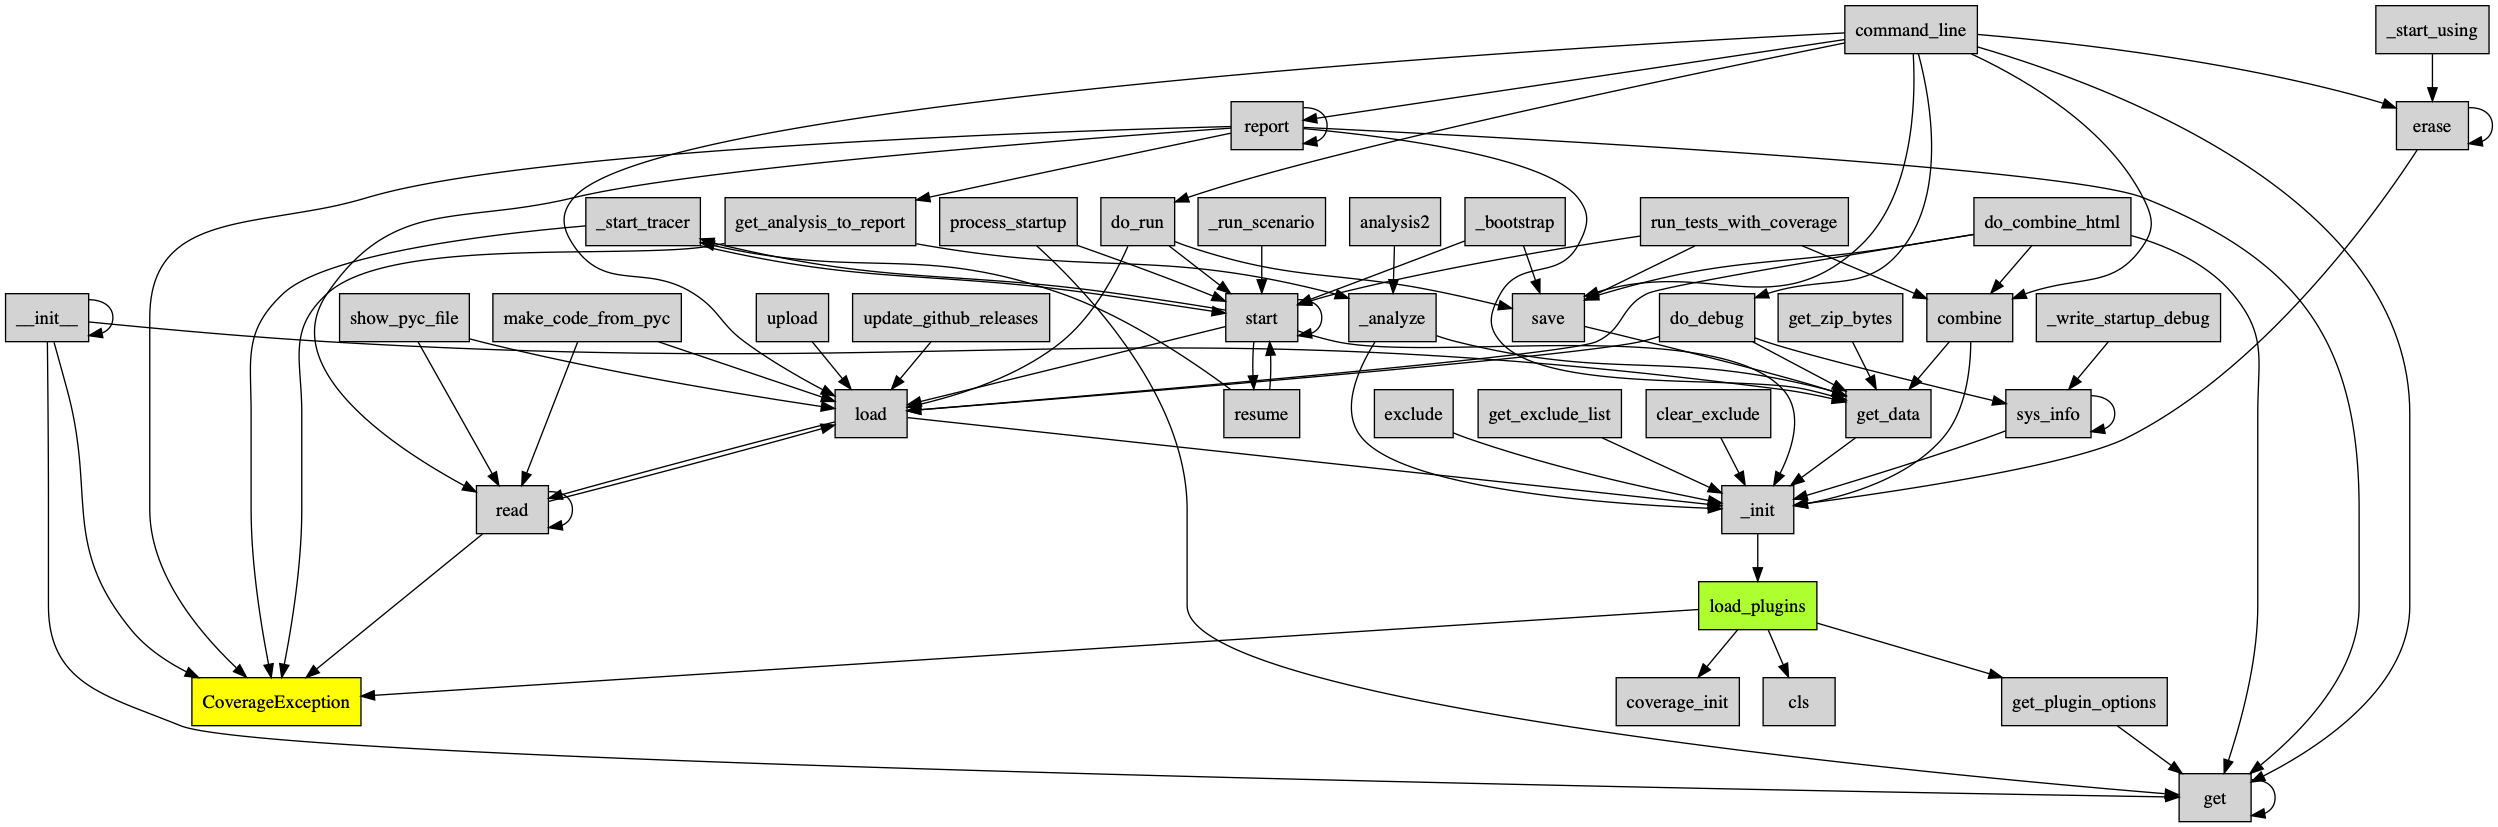 command_line
_start_using
report
erase
_start_tracer
get_analysis_to_report
process_startup
do_run
_run_scenario
analysis2
_bootstrap
run_tests_with_coverage
do_combine_html
__init__
show_pyc_file
make_code_from_pyc
upload
update_github_releases
start
_analyze
save
do_debug
get_zip_bytes
combine
_write_startup_debug
load
resume
exclude
get_exclude_list
clear_exclude
get_data
sys_info
read
_init
load_plugins
CoverageException
coverage_init
cls
get_plugin_options
get